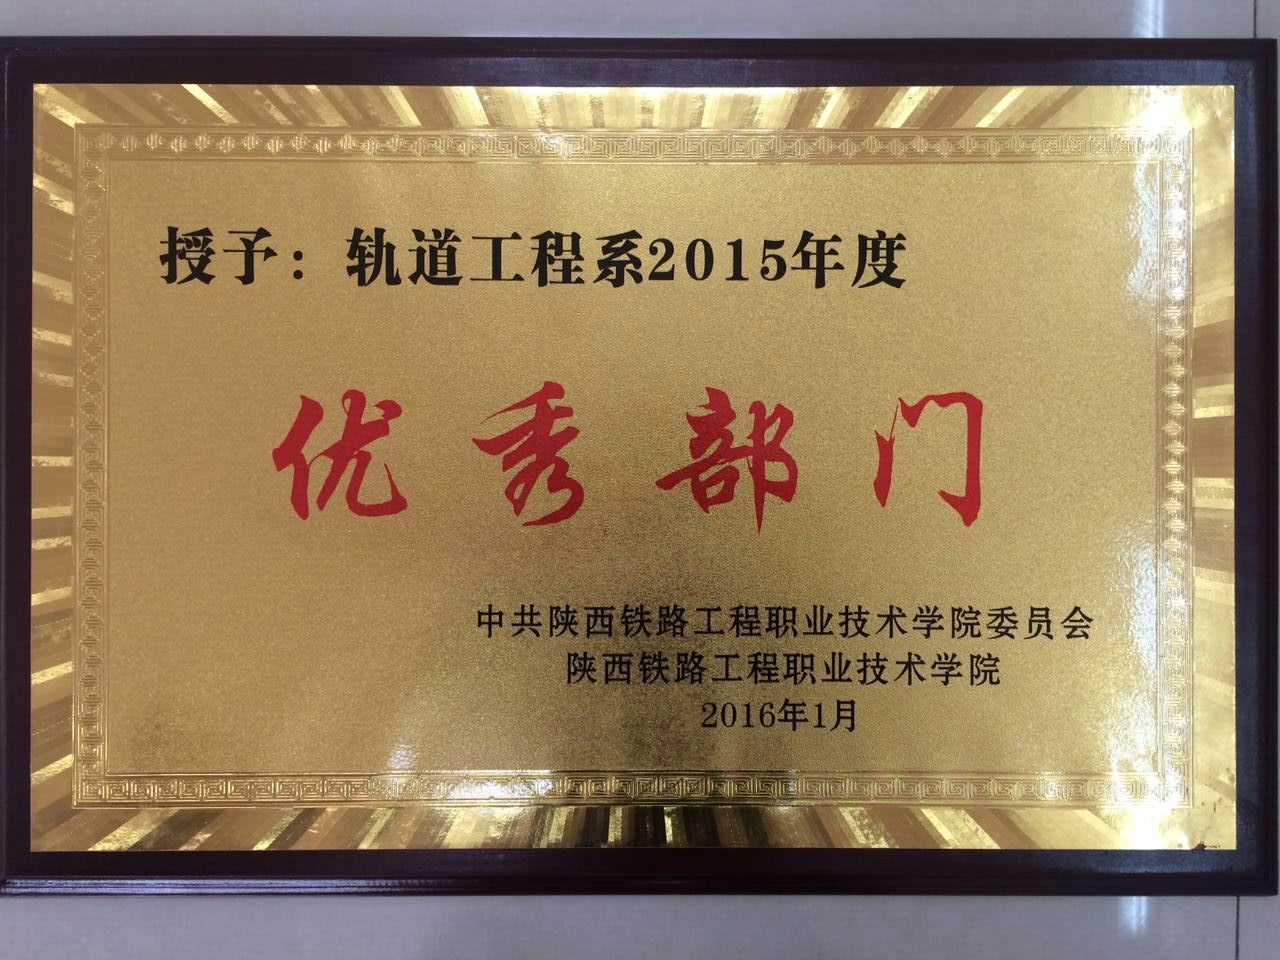 授予：轨道工程系2015年度
优秀部门
中共陕西铁路工程职业技术学院委员会
陕西铁路工程职业技术学院
2016年1月